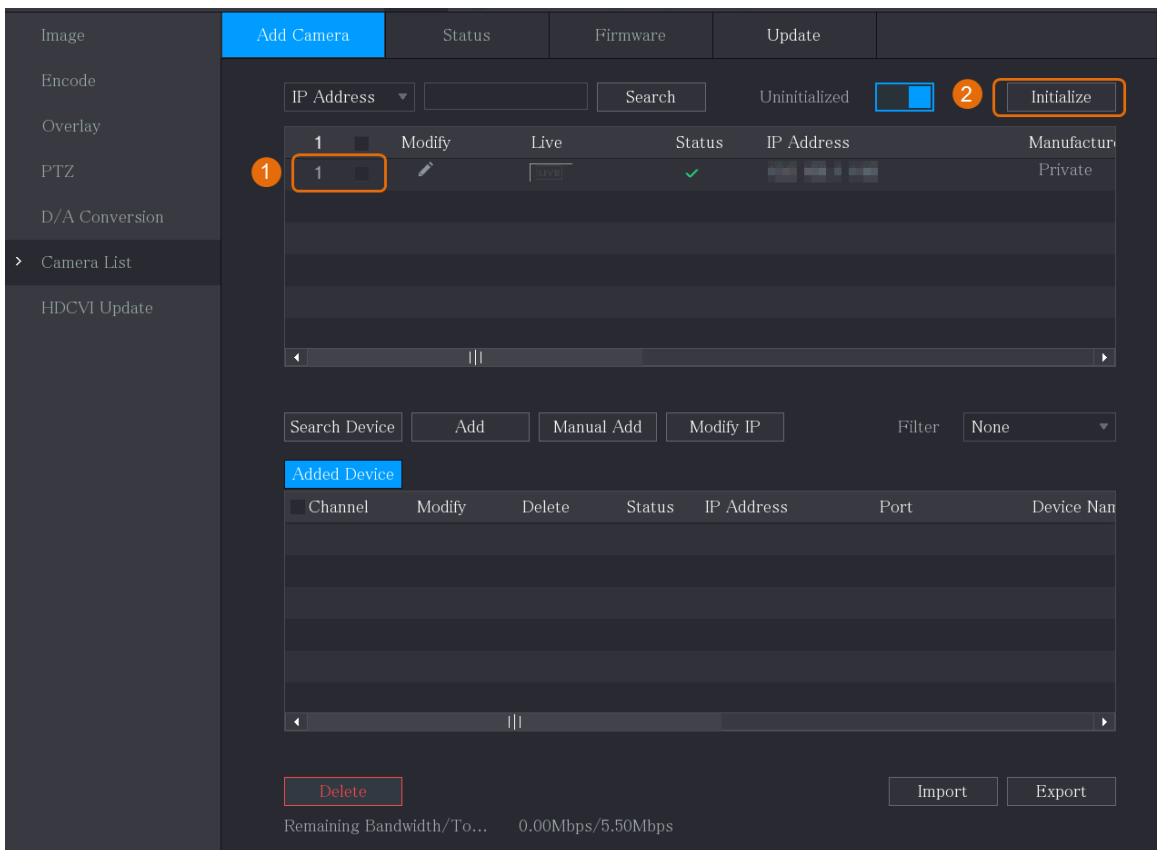 Image
Encode
Overlay
PTZ
D/A Conversion
Camera List
HDCVI Update
Add Camera Status Firmware Update
IP Address Search Uninitialized 2 Initialize
1 Modify Live Status IP Address Manufactur
1 1 LIVE Private
Search Device Add Manual Add Modify IP Filter None
Added Device
Channel Modify Delete Status IP Address Port Device Nam
Delete Import Export
Remaining Bandwidth/To... 0.00Mbps/5.50Mbps